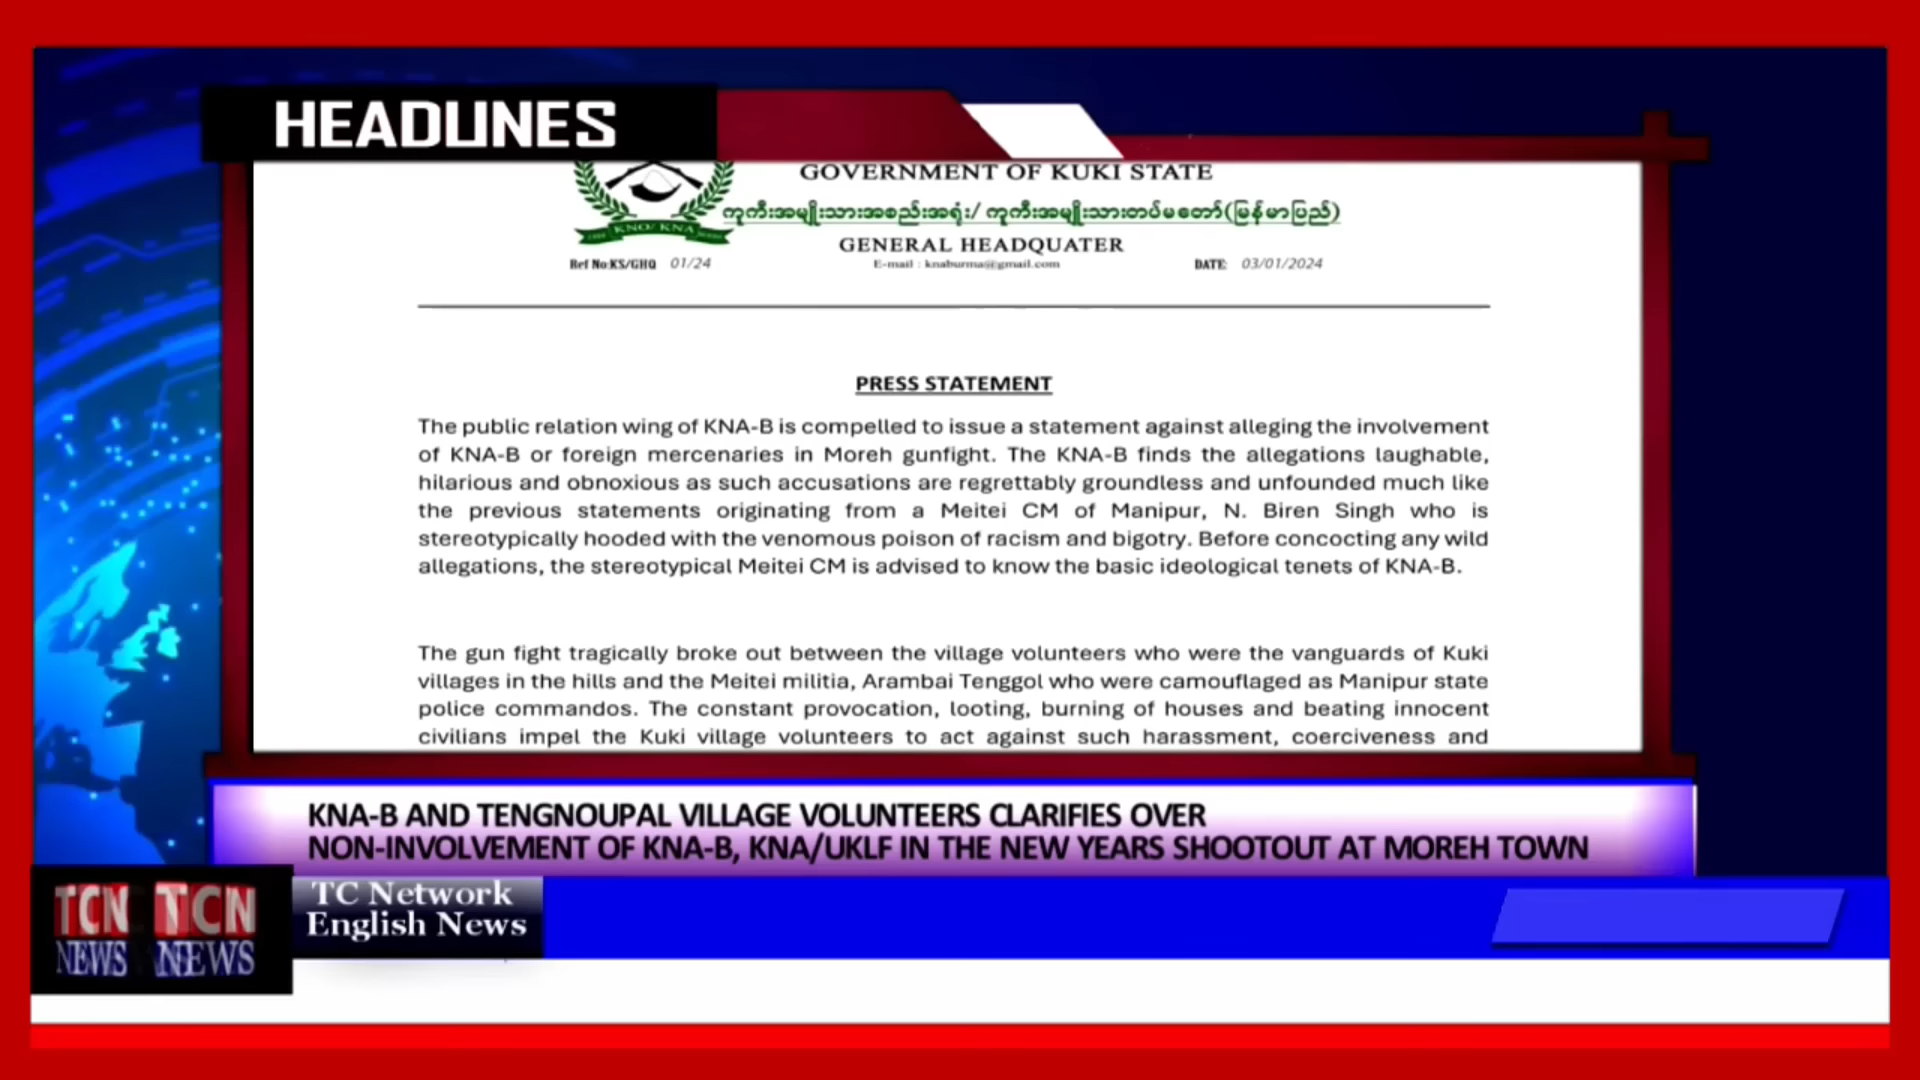 HEADLINES
GOVERNMENT OF KUKI STATE
ကူကီးအမျိုးသားအစည်းအရုံး/ ကူကီးအမျိုးသားတပ်မတော်(မြန်မာပြည်)
KNO/ KNA
GENERAL HEADQUATER
Ref No:KS/GHQ 01/24
E-mail : knaburma@gmail.com
DATE: 03/01/2024
PRESS STATEMENT
The public relation wing of KNA-B is compelled to issue a statement against alleging the involvement
of KNA-B or foreign mercenaries in Moreh gunfight. The KNA-B finds the allegations laughable,
hilarious and obnoxious as such accusations are regrettably groundless and unfounded much like
the previous statements originating from a Meitei CM of Manipur, N. Biren Singh who is
stereotypically hooded with the venomous poison of racism and bigotry. Before concocting any wild
allegations, the stereotypical Meitei CM is advised to know the basic ideological tenets of KNA-B.
The gun fight tragically broke out between the village volunteers who were the vanguards of Kuki
villages in the hills and the Meitei militia, Arambai Tenggol who were camouflaged as Manipur state
police commandos. The constant provocation, looting, burning of houses and beating innocent
civilians impel the Kuki village volunteers to act against such harassment, coerciveness and
KNA-B AND TENGNOUPAL VILLAGE VOLUNTEERS CLARIFIES OVER
NON-INVOLVEMENT OF KNA-B, KNA/UKLF IN THE NEW YEARS SHOOTOUT AT MOREH TOWN
TCN TCN
NEWS NEWS
TC Network
English News